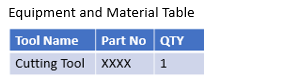 Equipment and Material Table
Tool Name Part No QTY
Cutting Tool XXXX 1